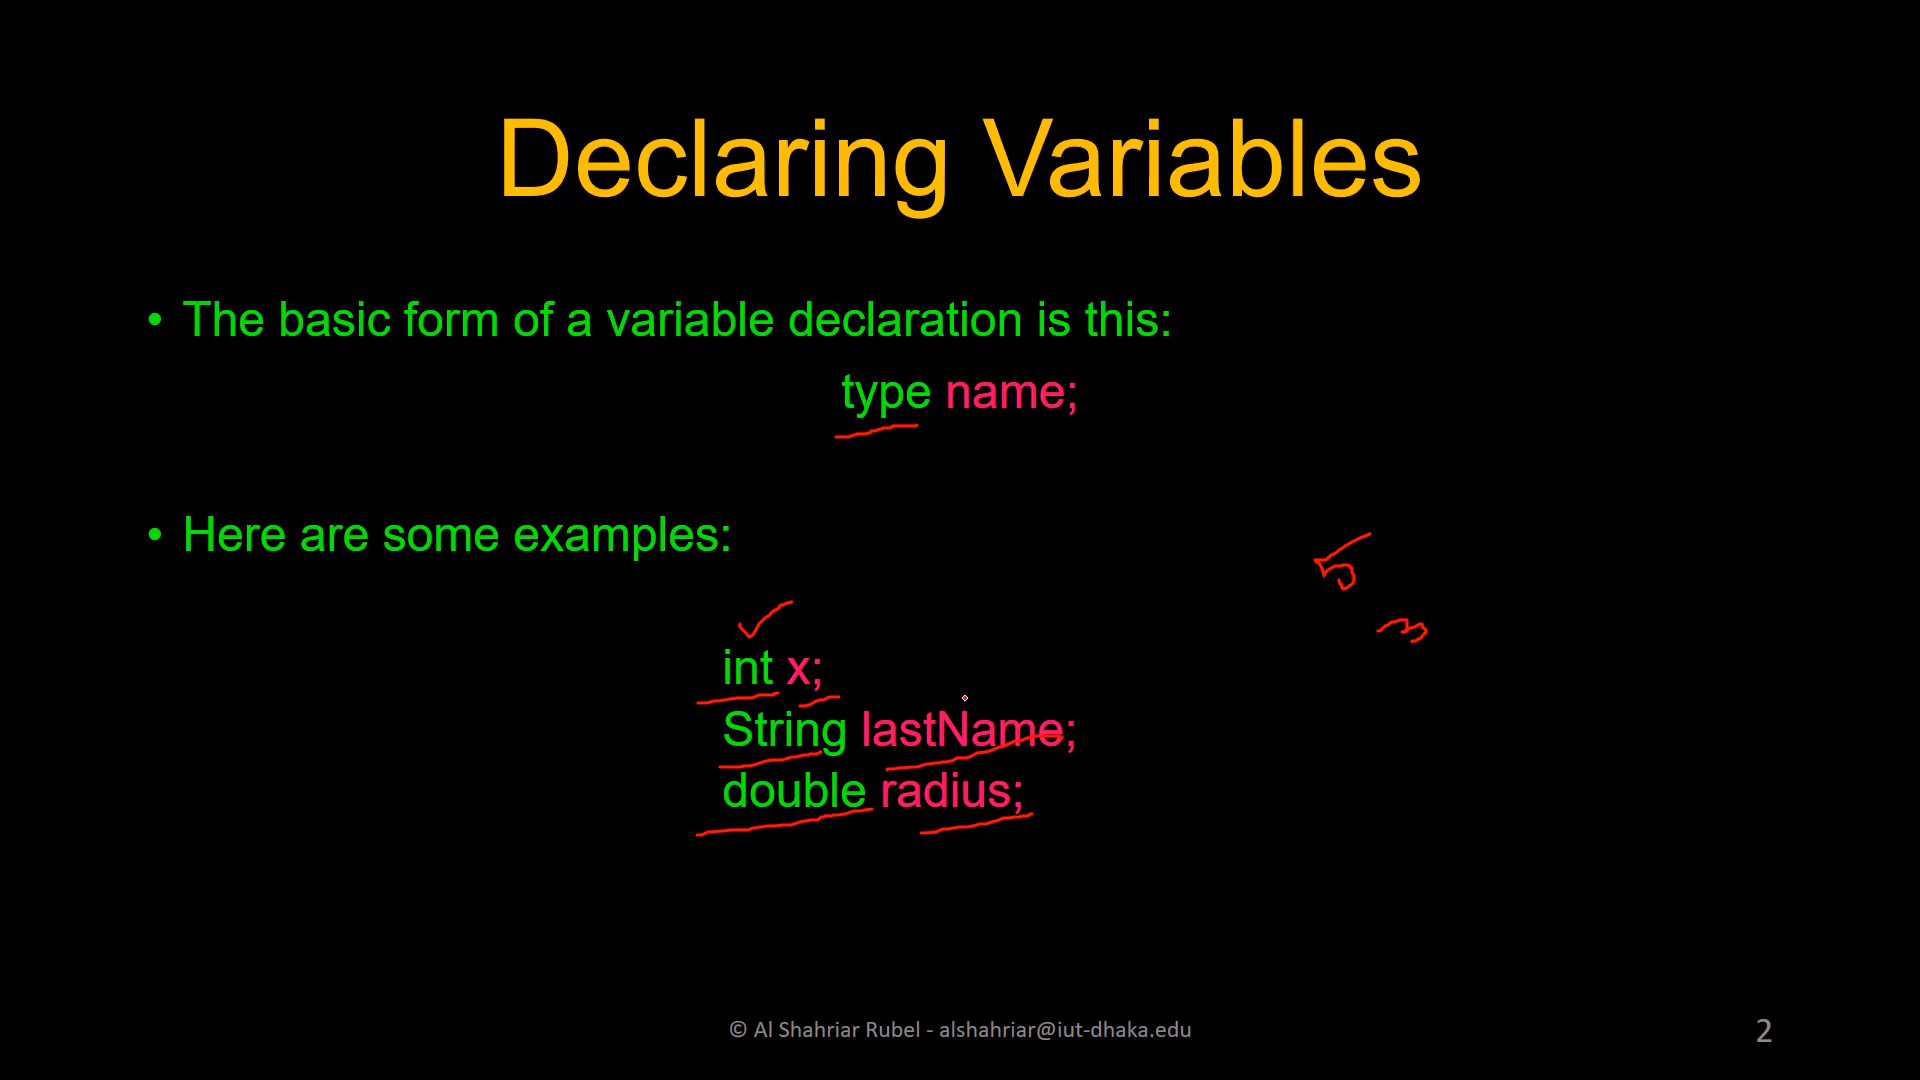 Declaring Variables
• The basic form of a variable declaration is this:
type name;
• Here are some examples:
5
int x;
String lastName;
double radius;
© Al Shahriar Rubel - alshahriar@iut-dhaka.edu
2